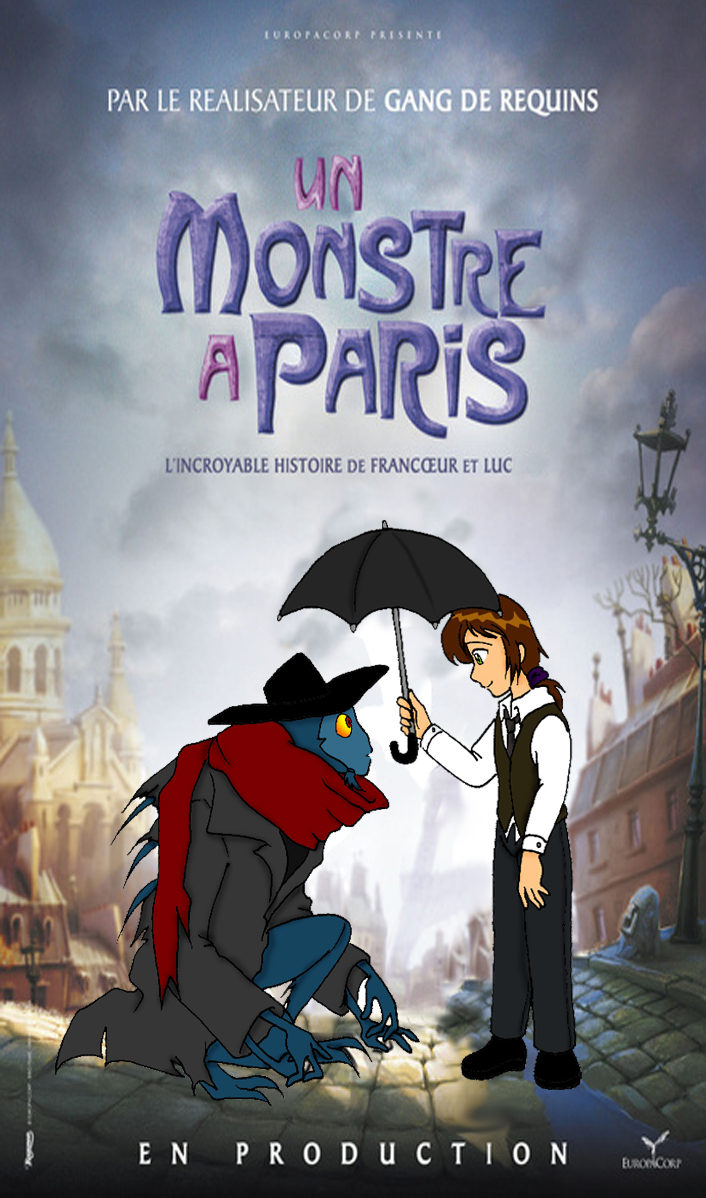 EUROPACORP PRESENTE
PAR LE REALISATEUR DE GANG DE REQUINS
UN
MONSTRE
A PARIS
L'INCROYABLE HISTOIRE DE FRANCŒUR ET LUC
EN PRODUCTION
EUROPACORP